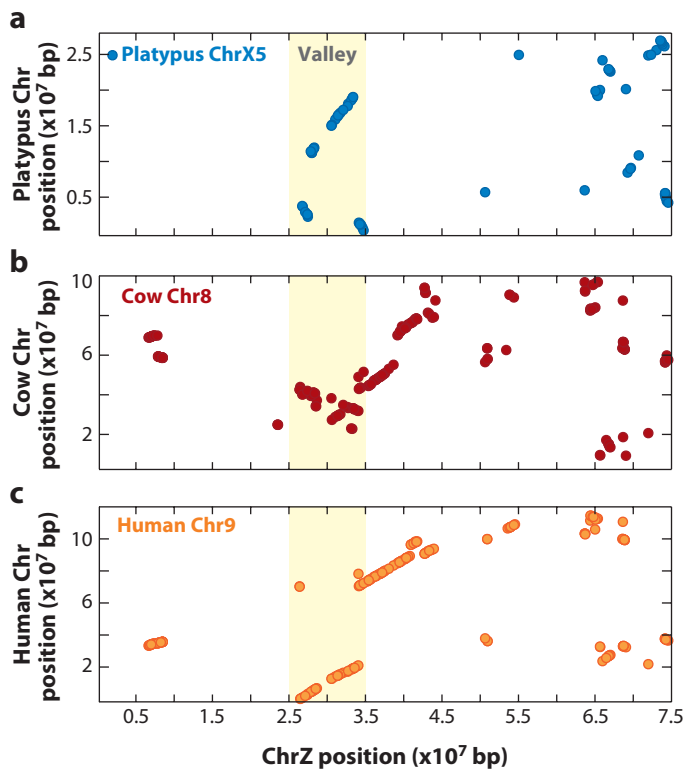 a
Platypus ChrX5
Valley
Platypus Chr
position (x10⁷ bp)
2.5
1.5
0.5
b
Cow Chr8
Cow Chr
position (x10⁷ bp)
10
6
2
c
Human Chr9
Human Chr
position (x10⁷ bp)
10
6
2
0.5 1.5 2.5 3.5 4.5 5.5 6.5 7.5
ChrZ position (x10⁷ bp)